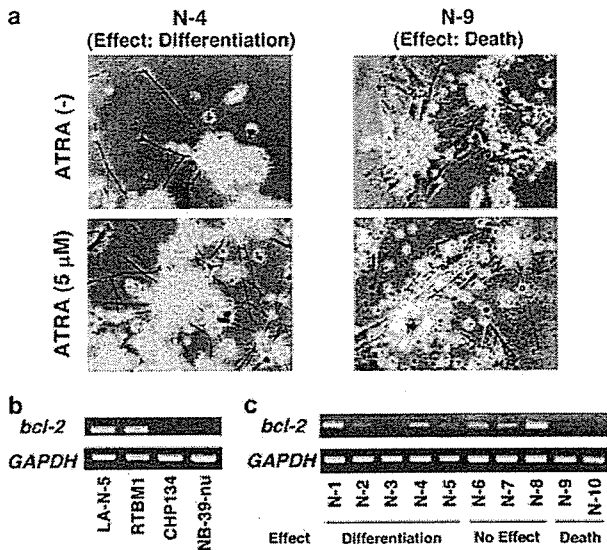 a
N-4
(Effect: Differentiation)
N-9
(Effect: Death)
ATRA (-)
ATRA (5 μM)
b
bcl-2
GAPDH
LA-N-5
RTBM1
CHP134
NB-39-nu
c
bcl-2
GAPDH
N-1
N-2
N-3
N-4
N-5
N-6
N-7
N-8
N-9
N-10
Effect
Differentiation
No Effect
Death